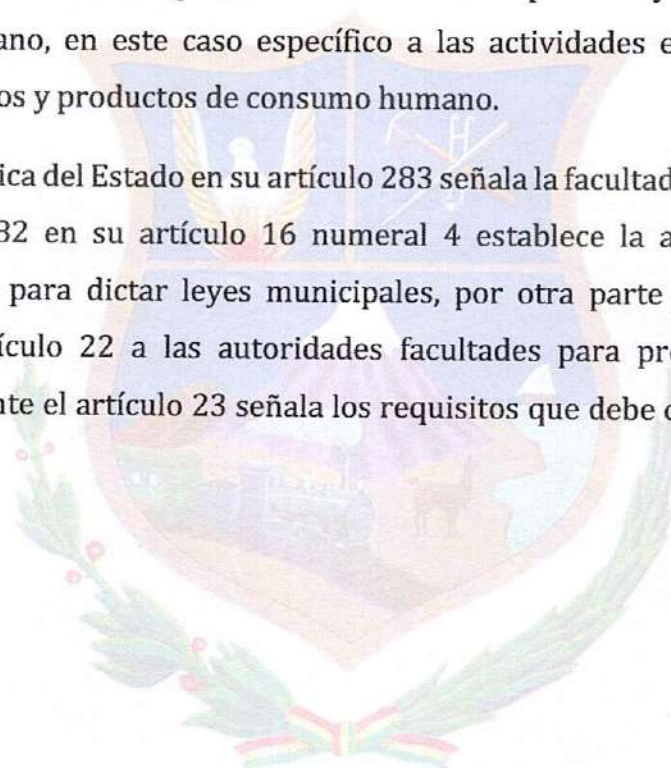 ano, en este caso específico a las actividades e
os y productos de consumo humano.
ica del Estado en su artículo 283 señala la facultad
32 en su artículo 16 numeral 4 establece la a
para dictar leyes municipales, por otra parte
ículo 22 a las autoridades facultades para pr
nte el artículo 23 señala los requisitos que debe c